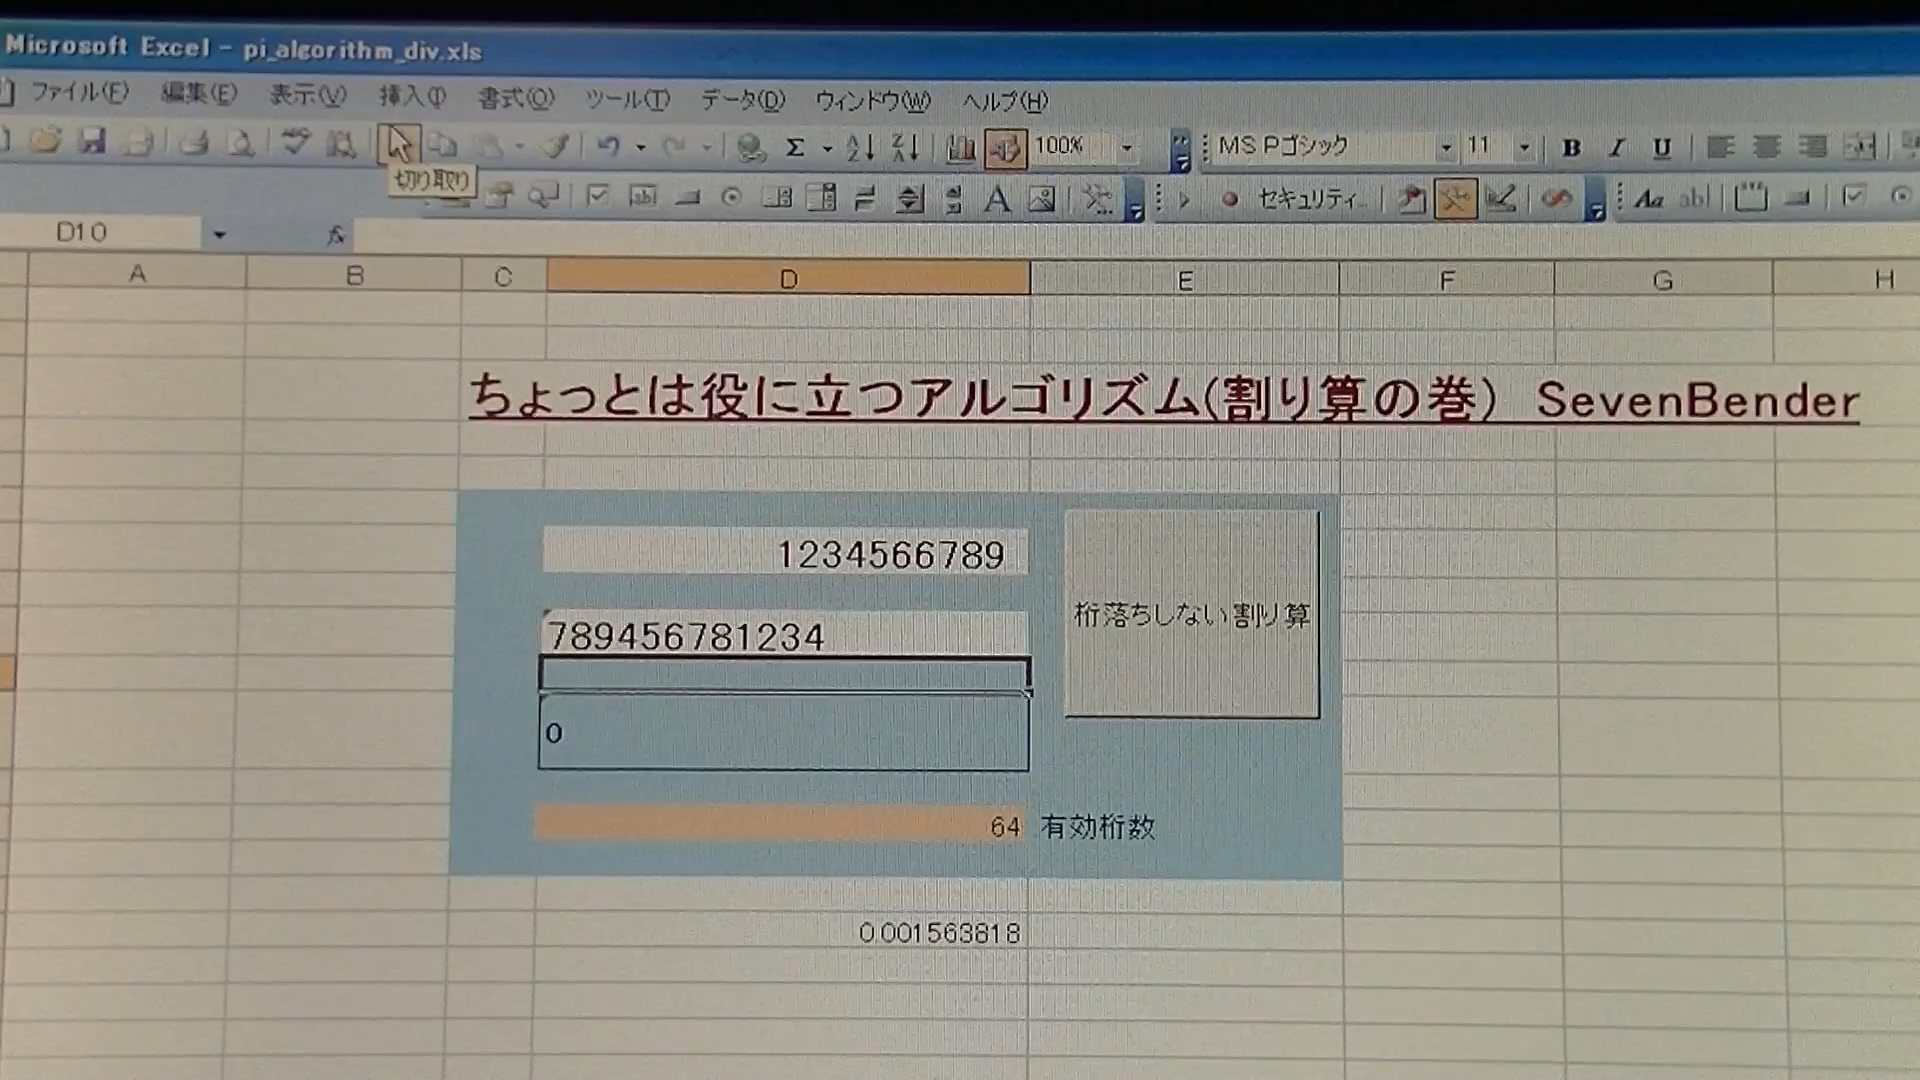 Microsoft Excel - pi_algorithm_div.xls
ファイル(F) 編集(E) 表示(V) 挿入(I) 書式(O) ツール(T) データ(D) ウィンドウ(W) ヘルプ(H)
100% MS Pゴシック 11 B I U
切り取り
セキュリティ... Aa ab|
D10 fx
A B C D E F G H
ちょっとは役に立つアルゴリズム(割り算の巻) SevenBender
1234566789
桁落ちしない割り算
789456781234
0
64 有効桁数
0.001563818